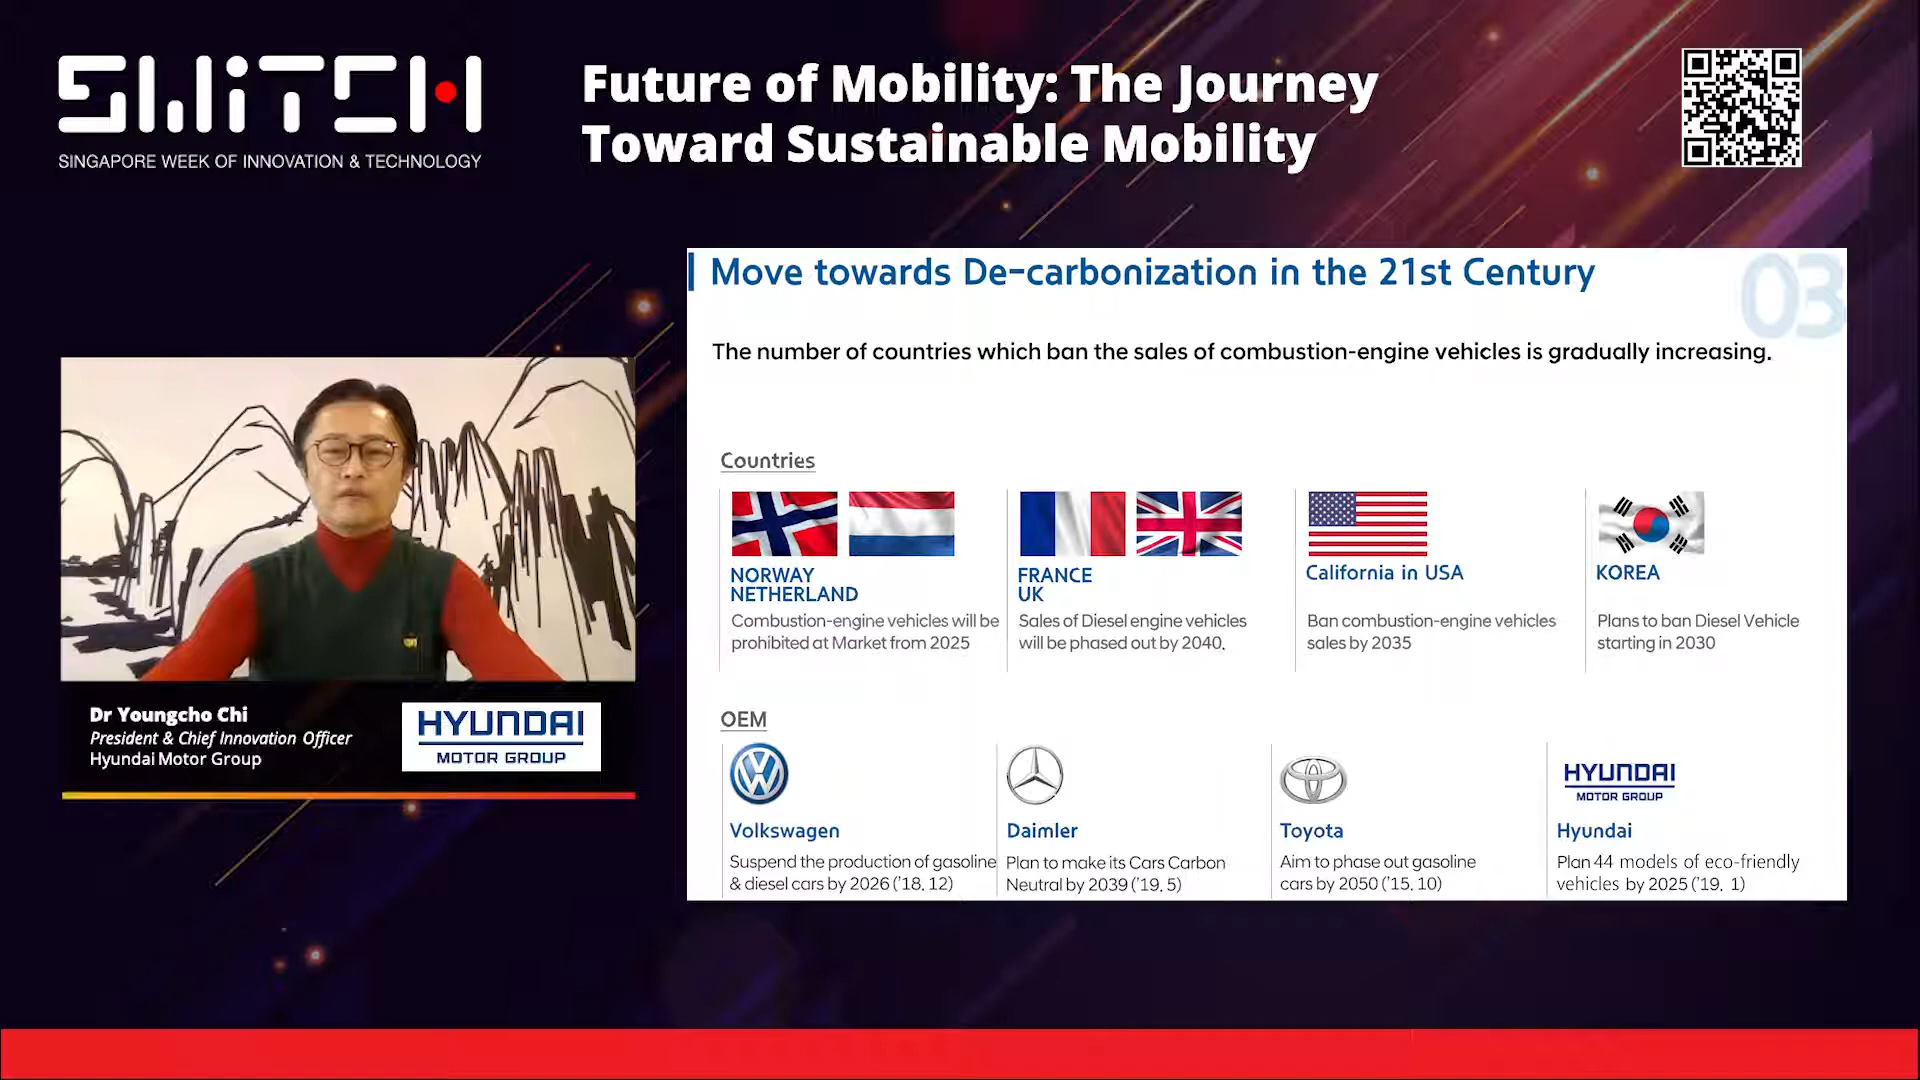 SWITCH
SINGAPORE WEEK OF INNOVATION & TECHNOLOGY
Future of Mobility: The Journey
Toward Sustainable Mobility
Move towards De-carbonization in the 21st Century
03
The number of countries which ban the sales of combustion-engine vehicles is gradually increasing.
Countries
NORWAY
NETHERLAND
Combustion-engine vehicles will be
prohibited at Market from 2025
FRANCE
UK
Sales of Diesel engine vehicles
will be phased out by 2040.
California in USA
Ban combustion-engine vehicles
sales by 2035
KOREA
Plans to ban Diesel Vehicle
starting in 2030
OEM
Volkswagen
Suspend the production of gasoline
& diesel cars by 2026 ('18. 12)
Daimler
Plan to make its Cars Carbon
Neutral by 2039 ('19. 5)
Toyota
Aim to phase out gasoline
cars by 2050 ('15. 10)
HYUNDAI
MOTOR GROUP
Hyundai
Plan 44 models of eco-friendly
vehicles by 2025 ('19. 1)
Dr Youngcho Chi
President & Chief Innovation Officer
Hyundai Motor Group
HYUNDAI
MOTOR GROUP